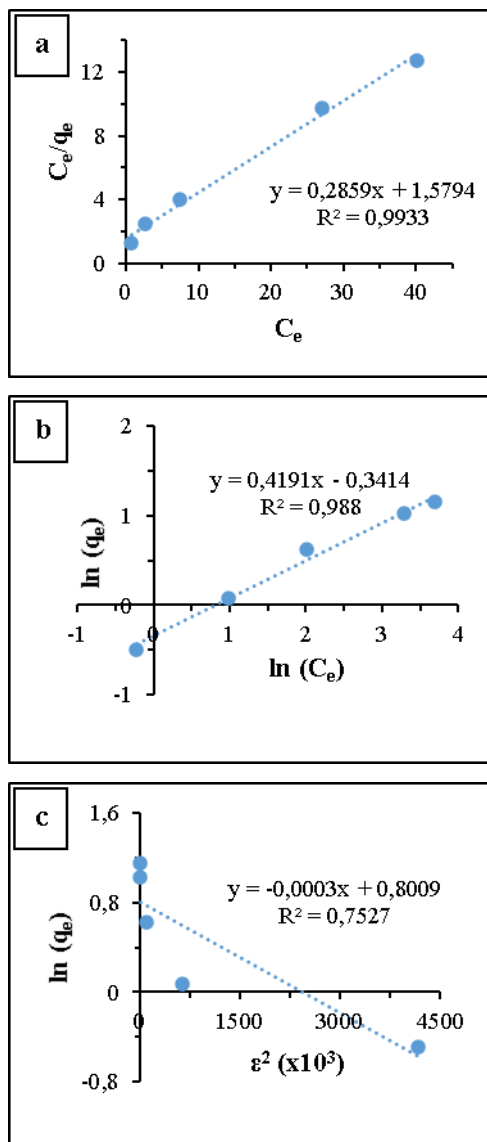 a
12
8
4
0
0
10
20
30
40
Cₑ/qₑ
y = 0,2859x + 1,5794
R² = 0,9933
Cₑ
b
2
1
0
-1
-1
0
1
2
3
4
ln (qₑ)
y = 0,4191x - 0,3414
R² = 0,988
ln (Cₑ)
c
1,6
0,8
0
-0,8
0
1500
3000
4500
ln (qₑ)
y = -0,0003x + 0,8009
R² = 0,7527
ε² (x10³)